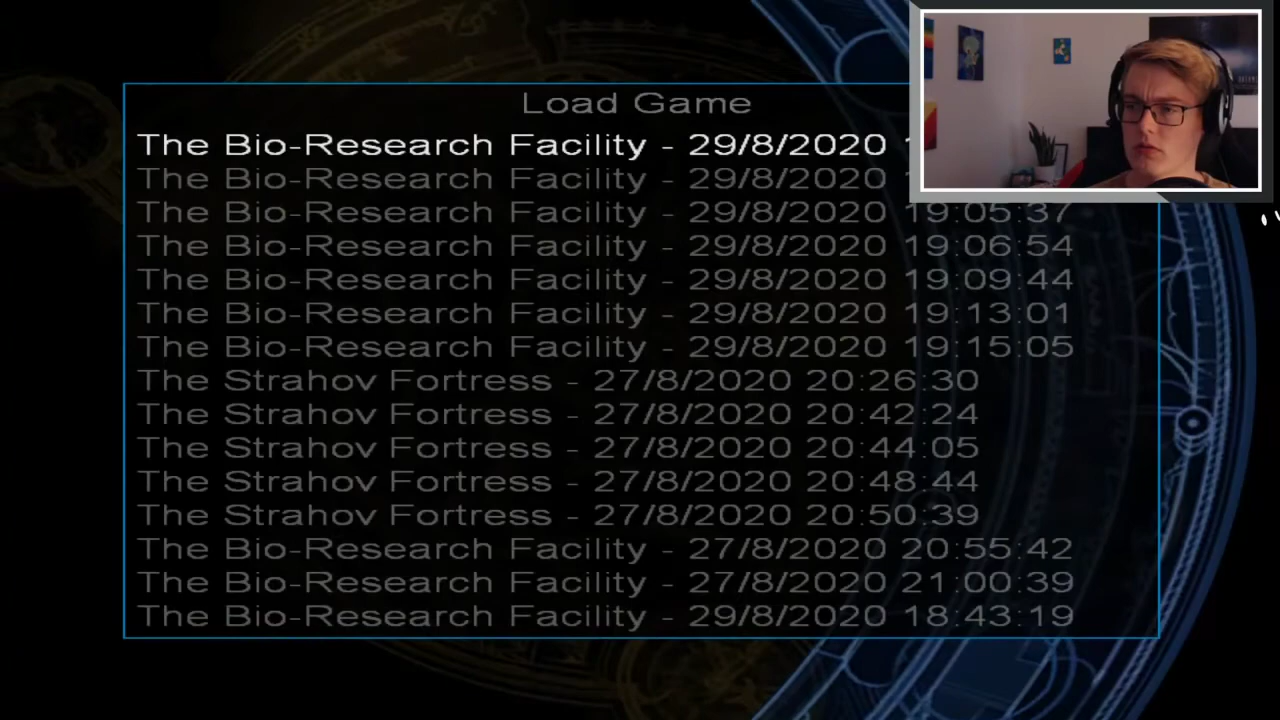 Load Game
The Bio-Research Facility - 29/8/2020
The Bio-Research Facility - 29/8/2020
The Bio-Research Facility - 29/8/2020 19:05:37
The Bio-Research Facility - 29/8/2020 19:06:54
The Bio-Research Facility - 29/8/2020 19:09:44
The Bio-Research Facility - 29/8/2020 19:13:01
The Bio-Research Facility - 29/8/2020 19:15:05
The Strahov Fortress - 27/8/2020 20:26:30
The Strahov Fortress - 27/8/2020 20:42:24
The Strahov Fortress - 27/8/2020 20:44:05
The Strahov Fortress - 27/8/2020 20:48:44
The Strahov Fortress - 27/8/2020 20:50:39
The Bio-Research Facility - 27/8/2020 20:55:42
The Bio-Research Facility - 27/8/2020 21:00:39
The Bio-Research Facility - 29/8/2020 18:43:19